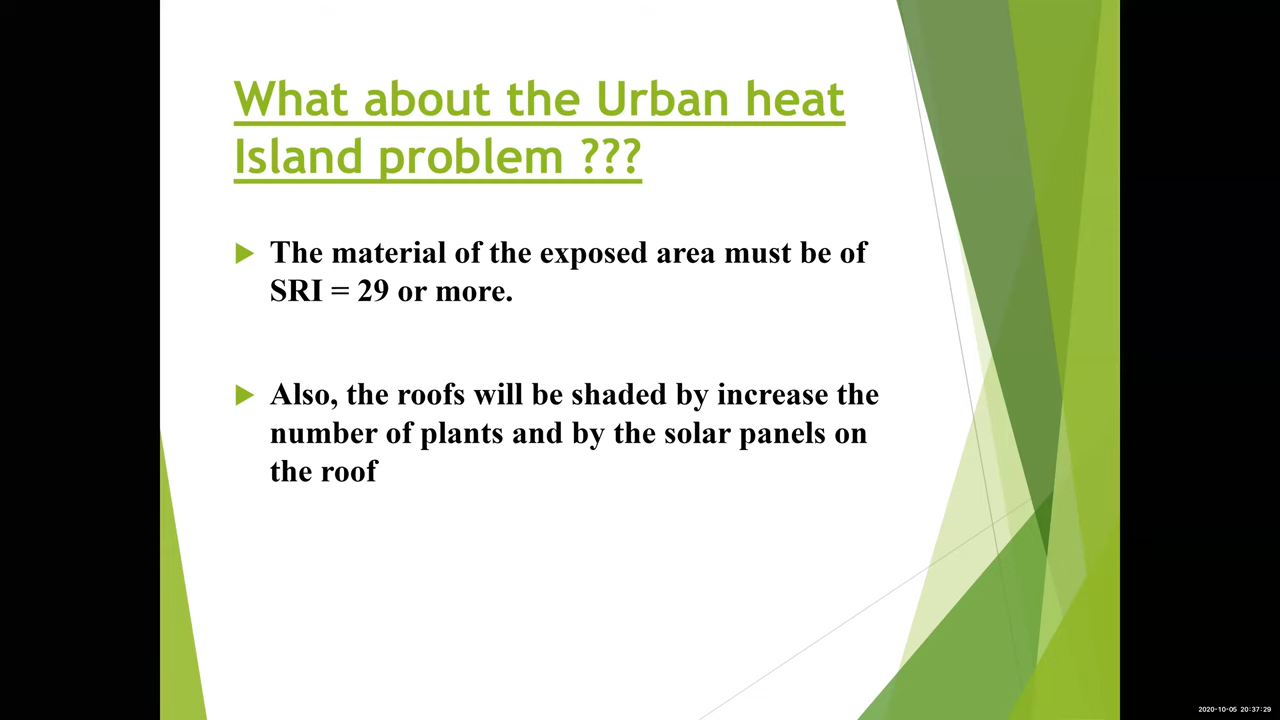 What about the Urban heat
Island problem ???
The material of the exposed area must be of
SRI = 29 or more.
Also, the roofs will be shaded by increase the
number of plants and by the solar panels on
the roof
2020-10-05 20:37:29